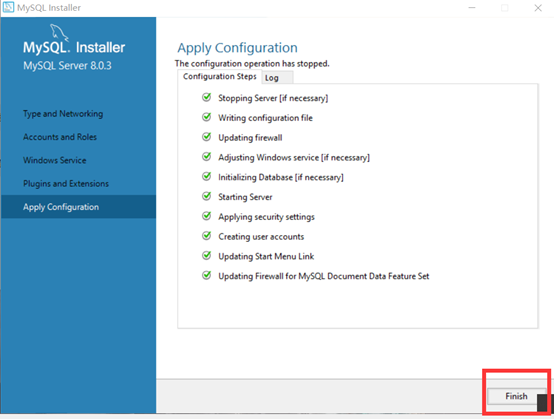 MySQL Installer
MySQL. Installer
MySQL Server 8.0.3
Type and Networking
Accounts and Roles
Windows Service
Plugins and Extensions
Apply Configuration
Apply Configuration
The configuration operation has stopped.
Configuration Steps Log
Stopping Server [if necessary]
Writing configuration file
Updating firewall
Adjusting Windows service [if necessary]
Initializing Database [if necessary]
Starting Server
Applying security settings
Creating user accounts
Updating Start Menu Link
Updating Firewall for MySQL Document Data Feature Set
Finish